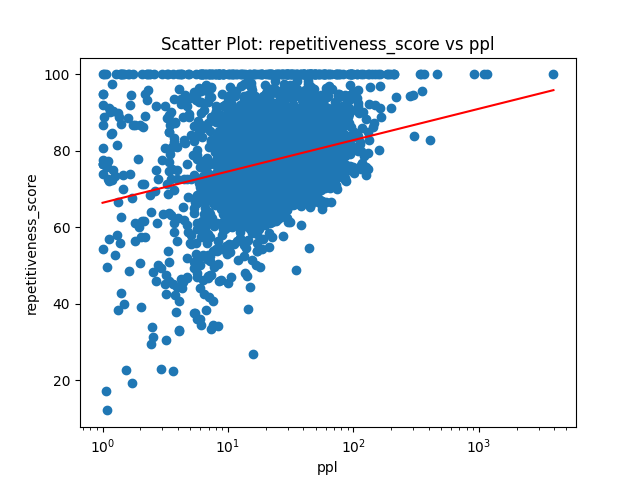 Scatter Plot: repetitiveness_score vs ppl
repetitiveness_score
100
80
60
40
20
10⁰ 10¹ 10² 10³
ppl